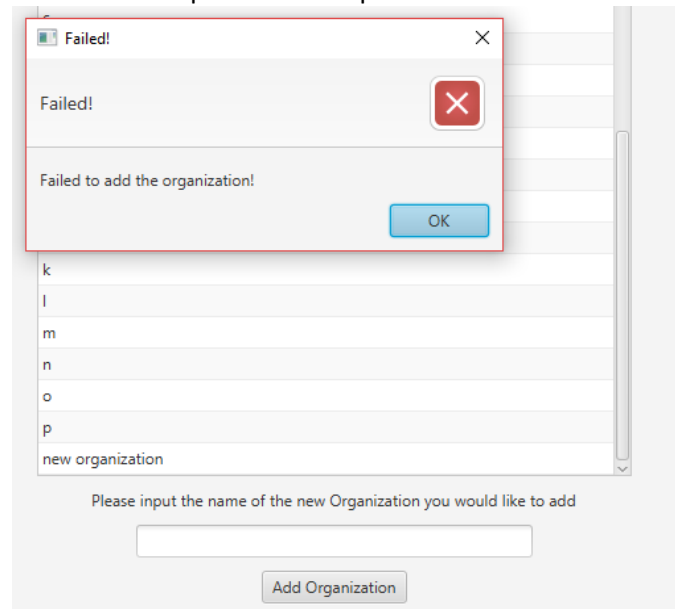 Failed!
Failed!
Failed to add the organization!
OK
k
l
m
n
o
p
new organization
Please input the name of the new Organization you would like to add
Add Organization